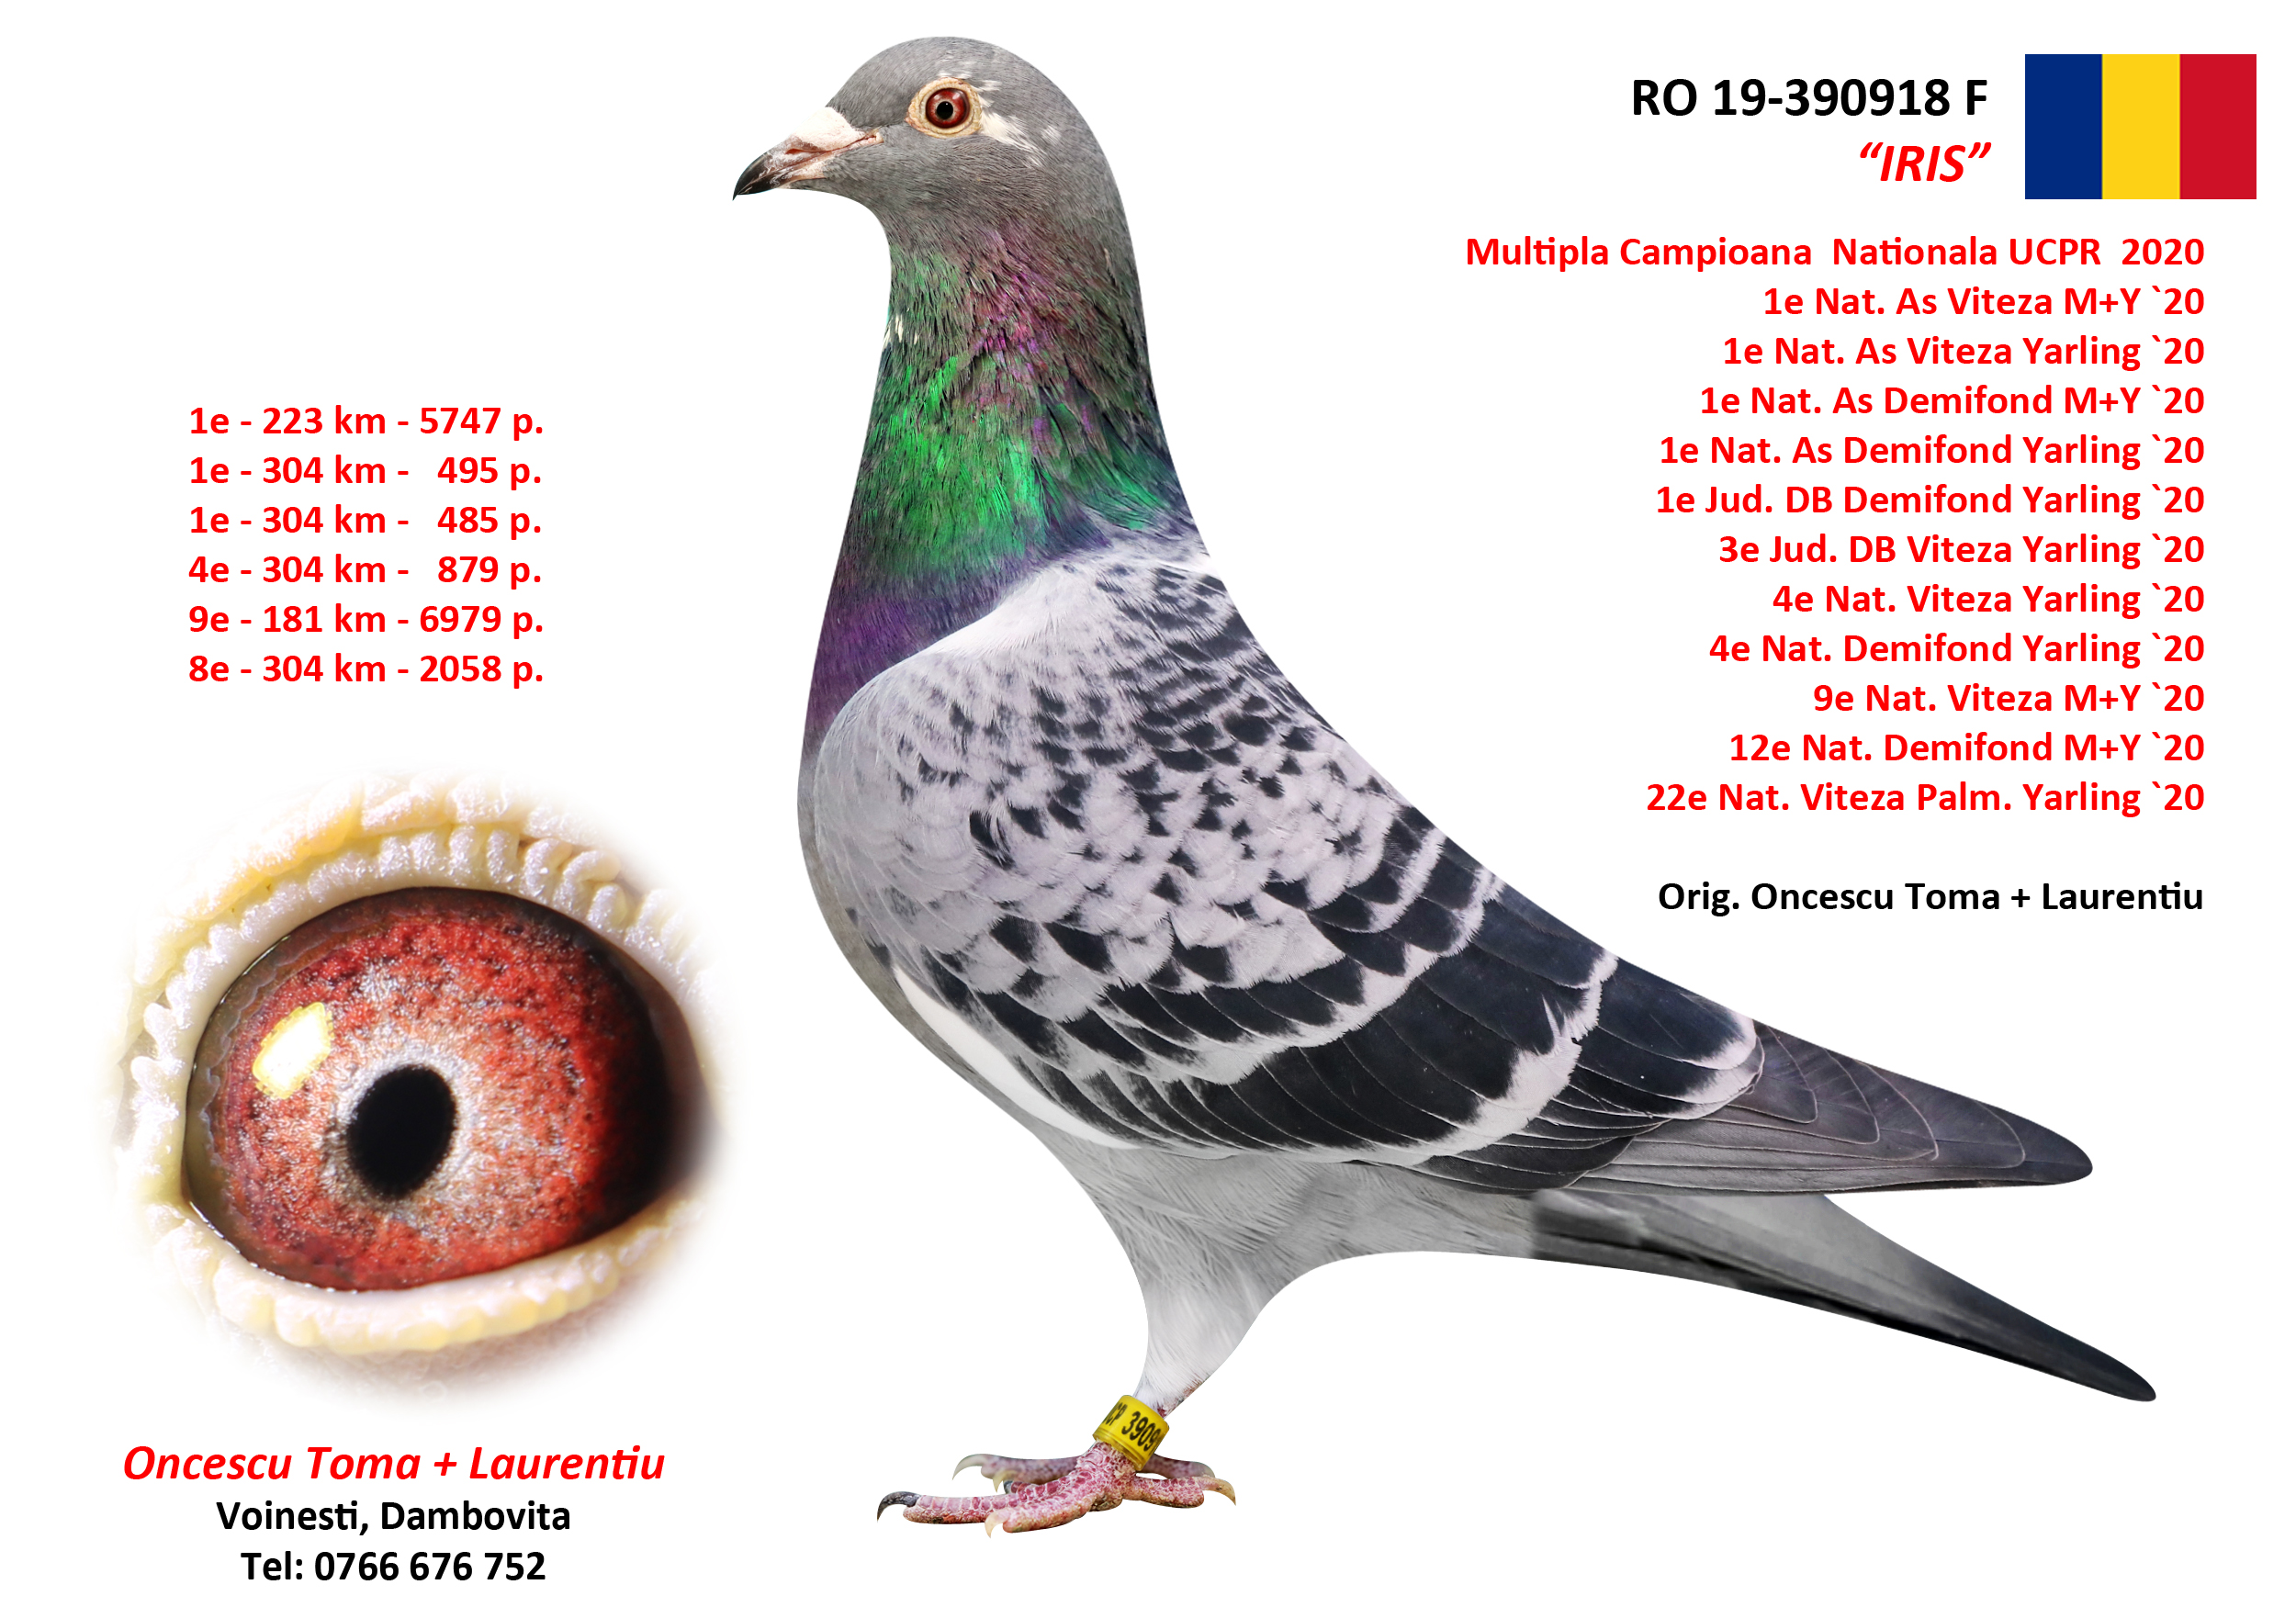 RO 19-390918 F
“IRIS”
Multipla Campioana Nationala UCPR 2020
1e Nat. As Viteza M+Y `20
1e Nat. As Viteza Yarling `20
1e Nat. As Demifond M+Y `20
1e Nat. As Demifond Yarling `20
1e Jud. DB Demifond Yarling `20
3e Jud. DB Viteza Yarling `20
4e Nat. Viteza Yarling `20
4e Nat. Demifond Yarling `20
9e Nat. Viteza M+Y `20
12e Nat. Demifond M+Y `20
22e Nat. Viteza Palm. Yarling `20
Orig. Oncescu Toma + Laurentiu
1e - 223 km - 5747 p.
1e - 304 km - 495 p.
1e - 304 km - 485 p.
4e - 304 km - 879 p.
9e - 181 km - 6979 p.
8e - 304 km - 2058 p.
Oncescu Toma + Laurentiu
Voinesti, Dambovita
Tel: 0766 676 752